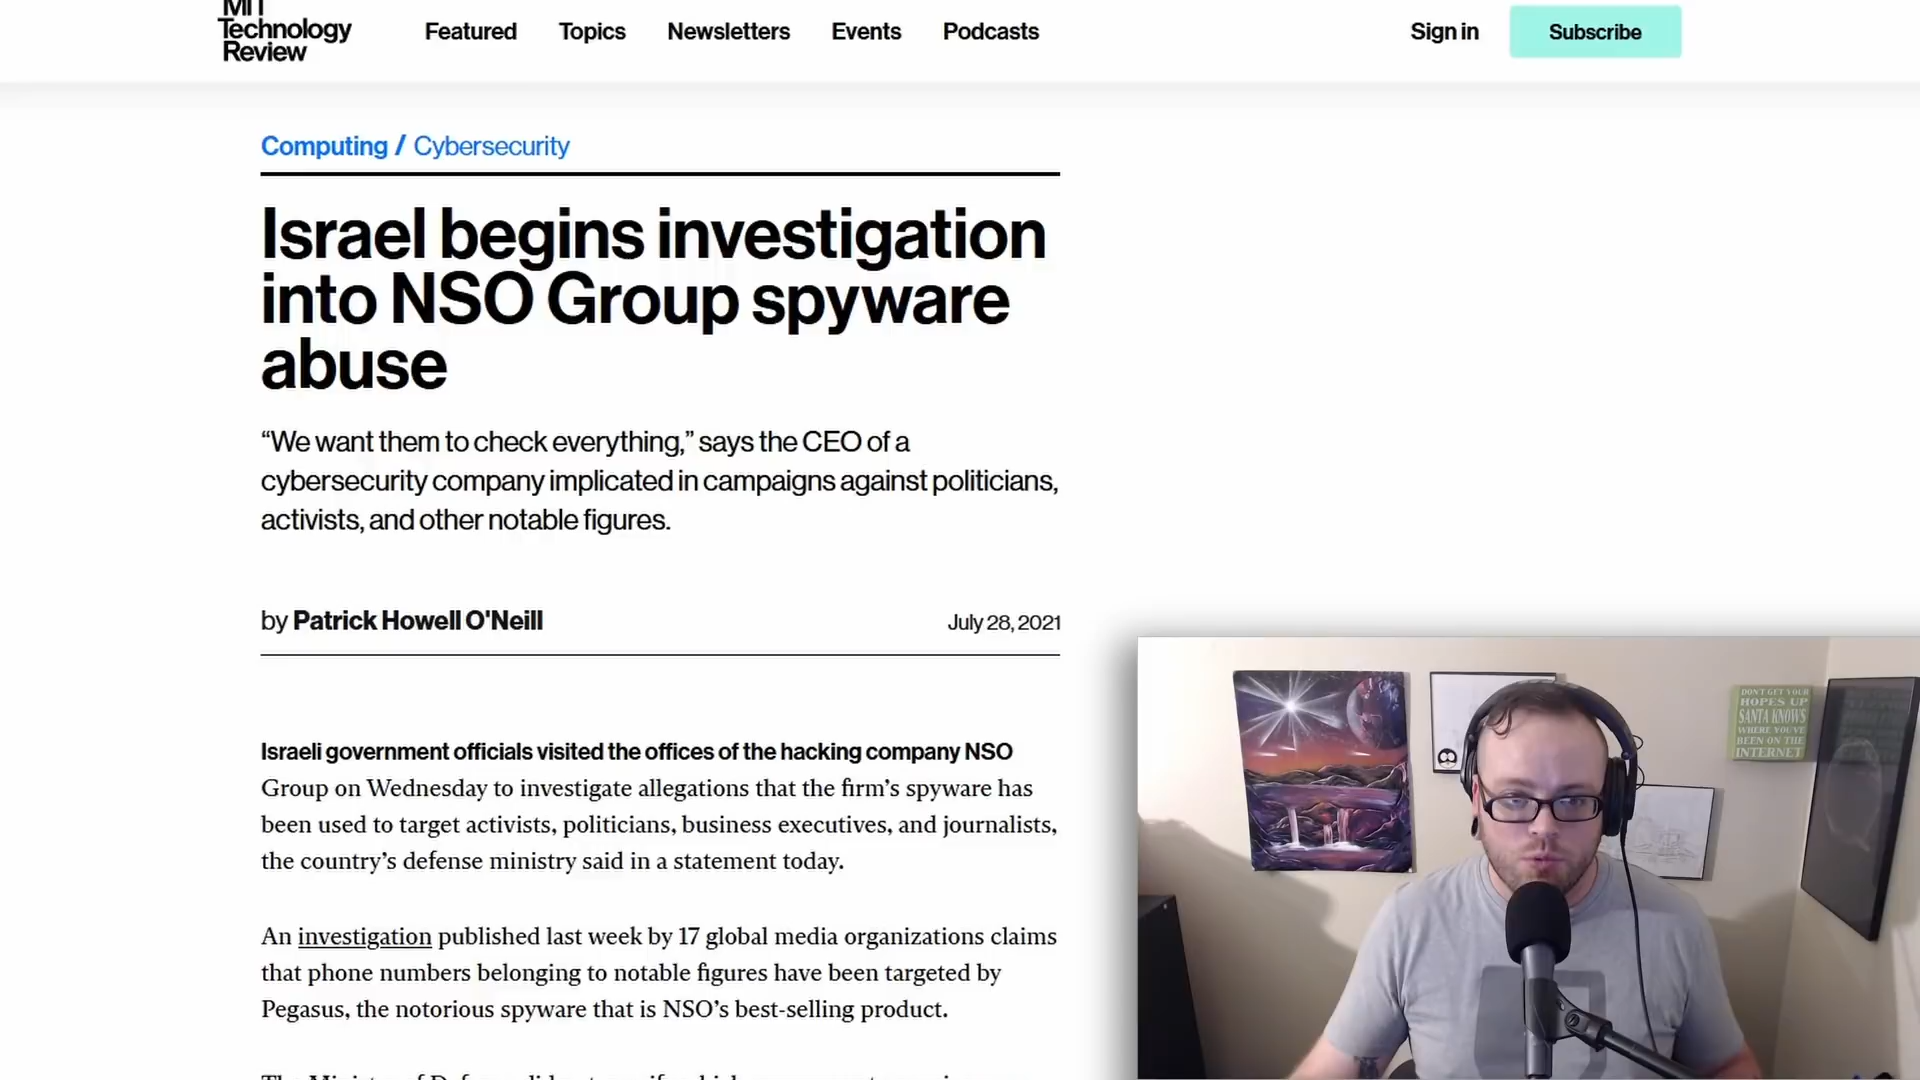 MIT
Technology
Review
Featured
Topics
Newsletters
Events
Podcasts
Sign in
Subscribe
Computing / Cybersecurity
Israel begins investigation
into NSO Group spyware
abuse
“We want them to check everything,” says the CEO of a
cybersecurity company implicated in campaigns against politicians,
activists, and other notable figures.
by Patrick Howell O'Neill
July 28, 2021
Israeli government officials visited the offices of the hacking company NSO
Group on Wednesday to investigate allegations that the firm’s spyware has
been used to target activists, politicians, business executives, and journalists,
the country’s defense ministry said in a statement today.
An investigation published last week by 17 global media organizations claims
that phone numbers belonging to notable figures have been targeted by
Pegasus, the notorious spyware that is NSO’s best-selling product.
DON'T GET YOUR
HOPES UP
SANTA KNOWS
WHERE YOU'VE
BEEN ON THE
INTERNET